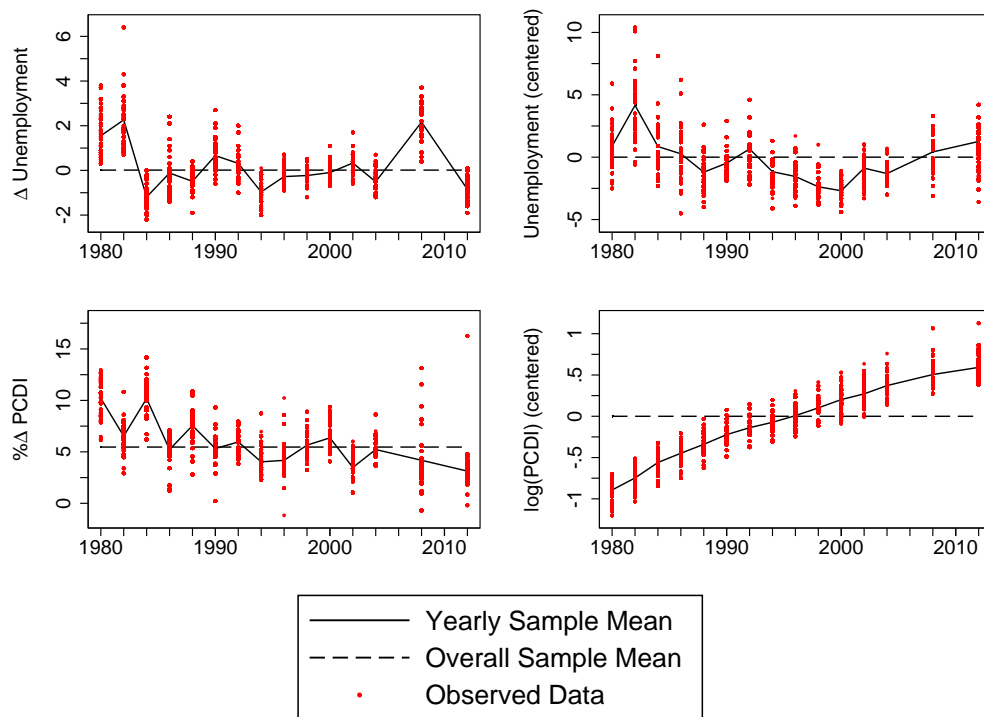 Δ Unemployment
6
4
2
0
-2
1980 1990 2000 2010
Unemployment (centered)
10
5
0
-5
1980 1990 2000 2010
%Δ PCDI
15
10
5
0
1980 1990 2000 2010
log(PCDI) (centered)
1
.5
0
-.5
-1
1980 1990 2000 2010
Yearly Sample Mean
Overall Sample Mean
Observed Data